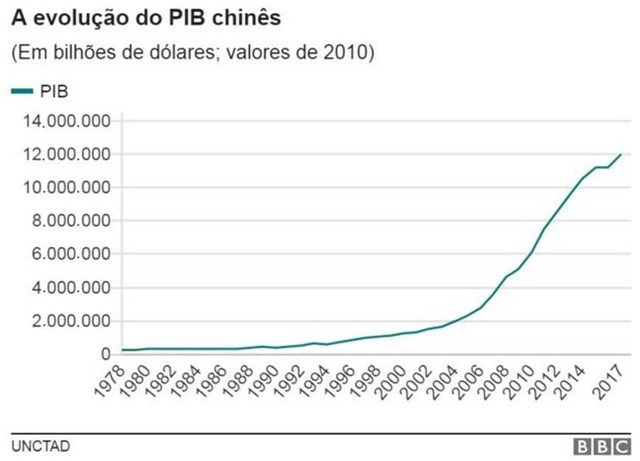 A evolução do PIB chinês
(Em bilhões de dólares; valores de 2010)
PIB
14.000.000
12.000.000
10.000.000
8.000.000
6.000.000
4.000.000
2.000.000
0
1978 1980 1982 1984 1986 1988 1990 1992 1994 1996 1998 2000 2002 2004 2006 2008 2010 2012 2014 2017
UNCTAD
BBC